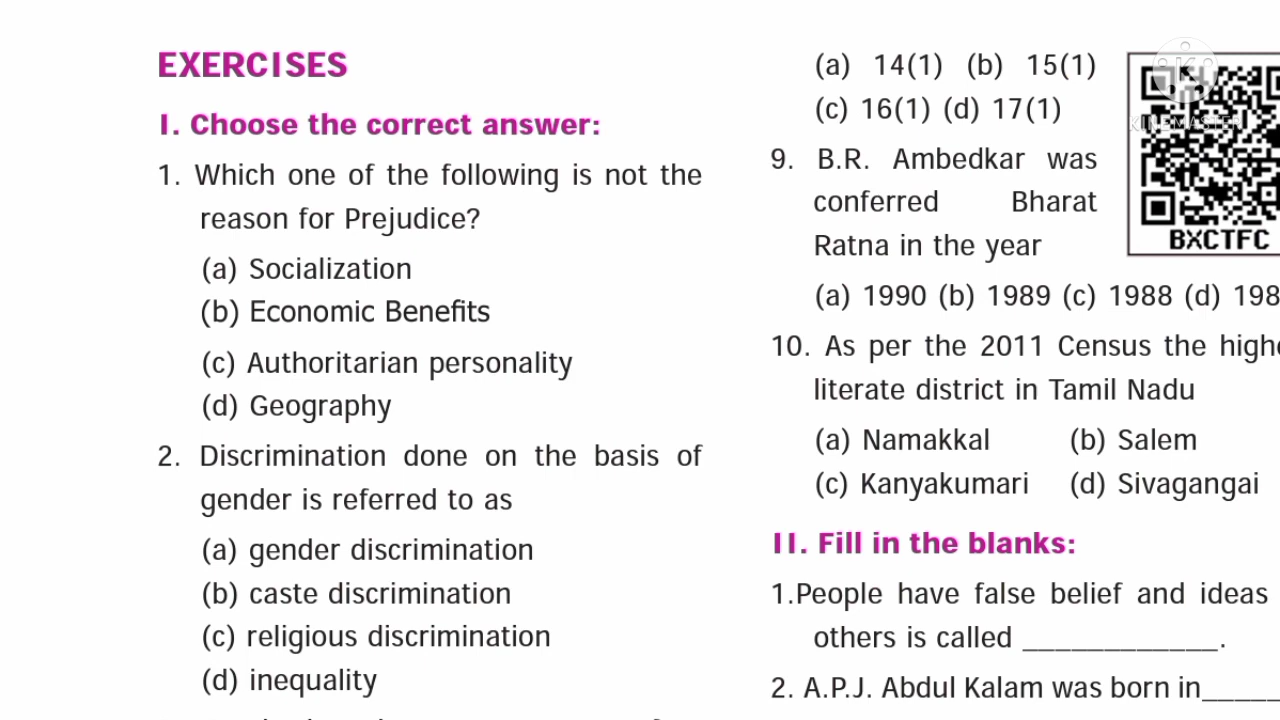 EXERCISES
I. Choose the correct answer:
1. Which one of the following is not the
reason for Prejudice?
(a) Socialization
(b) Economic Benefits
(c) Authoritarian personality
(d) Geography
2. Discrimination done on the basis of
gender is referred to as
(a) gender discrimination
(b) caste discrimination
(c) religious discrimination
(d) inequality
(a) 14(1) (b) 15(1)
(c) 16(1) (d) 17(1)
9. B.R. Ambedkar was
conferred Bharat
Ratna in the year
(a) 1990 (b) 1989 (c) 1988 (d)
10. As per the 2011 Census the
literate district in Tamil Nadu
(a) Namakkal (b) Salem
(c) Kanyakumari (d) Sivagangai
II. Fill in the blanks:
1.People have false belief and ideas
others is called ____________.
2. A.P.J. Abdul Kalam was born in_____
KINEMASTER
BXCTFC